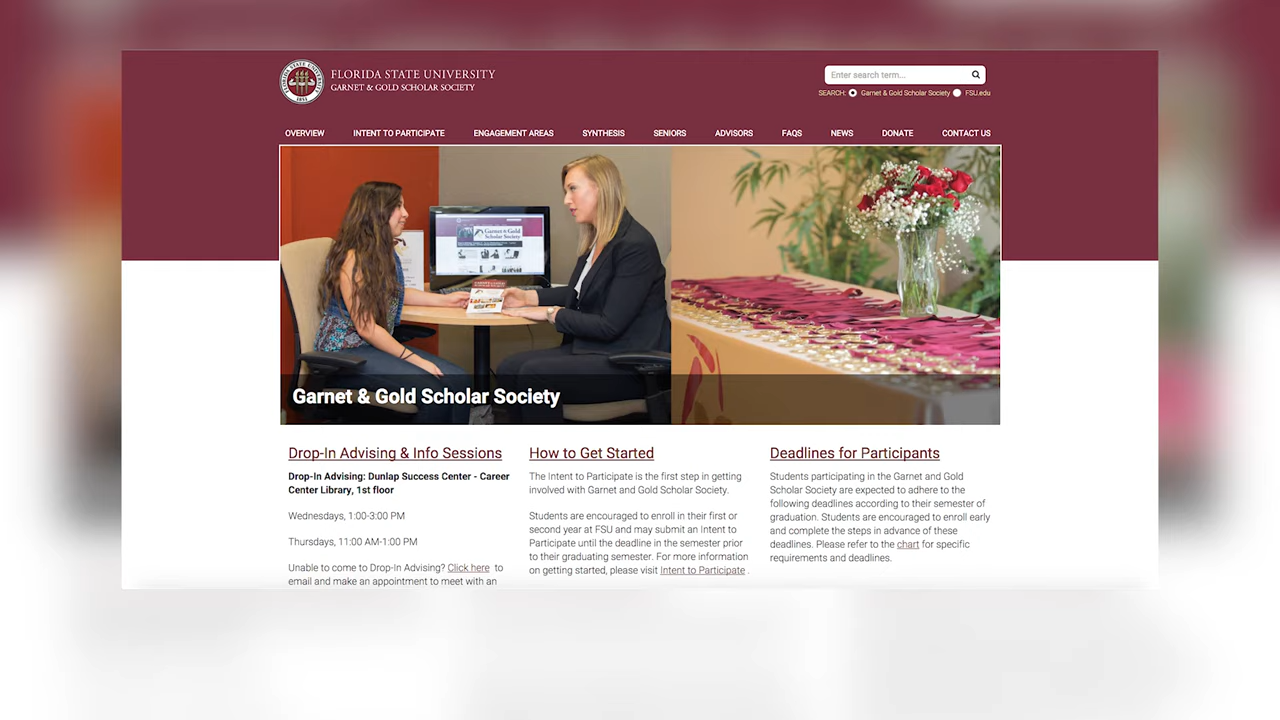 FLORIDA STATE UNIVERSITY
GARNET & GOLD SCHOLAR SOCIETY
Enter search term...
SEARCH: Garnet & Gold Scholar Society FSU.edu
OVERVIEW INTENT TO PARTICIPATE ENGAGEMENT AREAS SYNTHESIS SENIORS ADVISORS FAQS NEWS DONATE CONTACT US
Garnet & Gold
Scholar Society
Garnet & Gold Scholar Society
Drop-In Advising & Info Sessions
Drop-In Advising: Dunlap Success Center - Career
Center Library, 1st floor
Wednesdays, 1:00-3:00 PM
Thursdays, 11:00 AM-1:00 PM
Unable to come to Drop-In Advising? Click here to
email and make an appointment to meet with an
How to Get Started
The Intent to Participate is the first step in getting
involved with Garnet and Gold Scholar Society.
Students are encouraged to enroll in their first or
second year at FSU and may submit an Intent to
Participate until the deadline in the semester prior
to their graduating semester. For more information
on getting started, please visit Intent to Participate .
Deadlines for Participants
Students participating in the Garnet and Gold
Scholar Society are expected to adhere to the
following deadlines according to their semester of
graduation. Students are encouraged to enroll early
and complete the steps in advance of these
deadlines. Please refer to the chart for specific
requirements and deadlines.